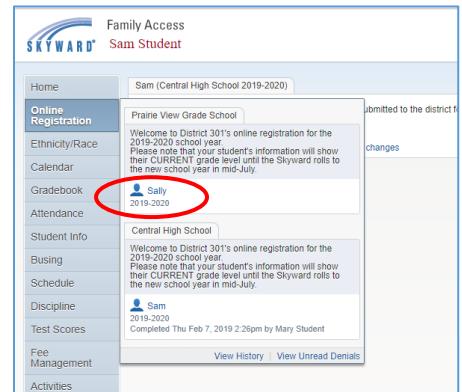 Family Access
SKYWARD® Sam Student
Home
Sam (Central High School 2019-2020)
Online
Registration
ubmitted to the district f
Prairie View Grade School
Welcome to District 301's online registration for the
2019-2020 school year.
Please note that your student's information will show
their CURRENT grade level until the Skyward rolls to
the new school year in mid-July.
Ethnicity/Race
changes
Calendar
Gradebook
Sally
2019-2020
Attendance
Student Info
Central High School
Welcome to District 301's online registration for the
2019-2020 school year.
Please note that your student's information will show
their CURRENT grade level until the Skyward rolls to
the new school year in mid-July.
Busing
Schedule
Discipline
Sam
2019-2020
Completed Thu Feb 7, 2019 2:26pm by Mary Student
Test Scores
Fee
Management
View History | View Unread Denials
Activities